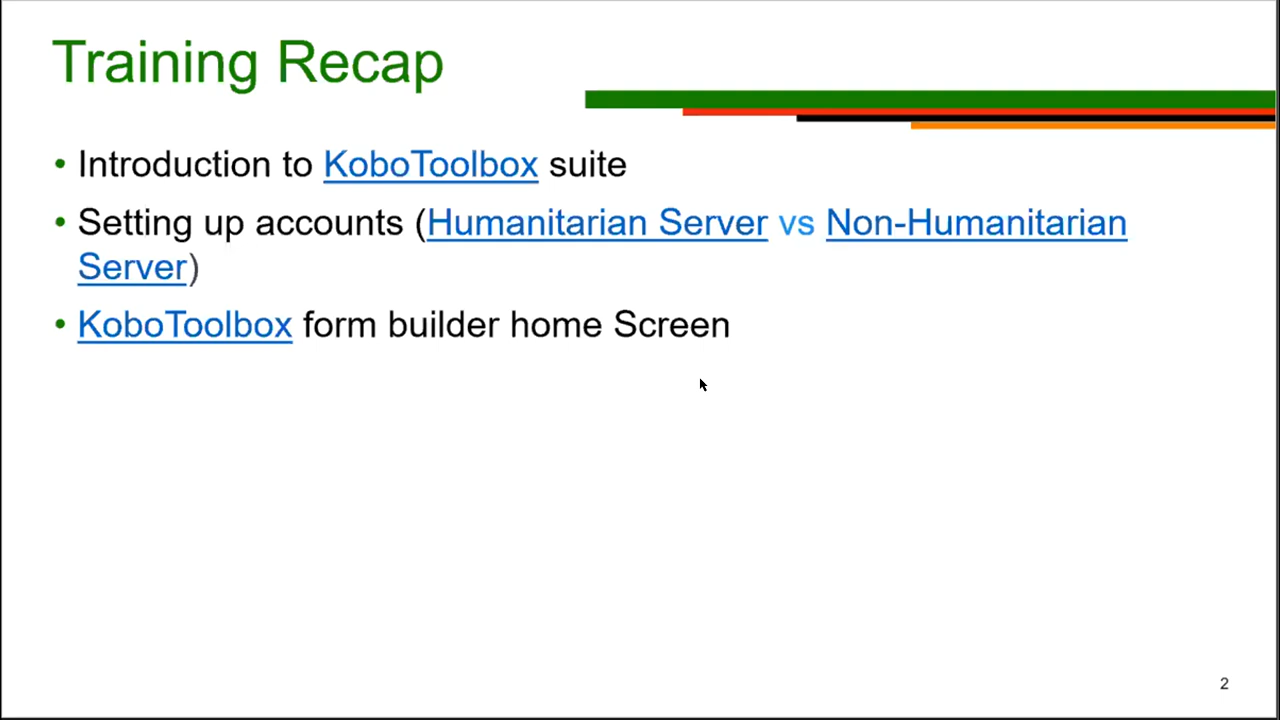 Training Recap
• Introduction to KoboToolbox suite
• Setting up accounts (Humanitarian Server vs Non-Humanitarian
Server)
• KoboToolbox form builder home Screen
2